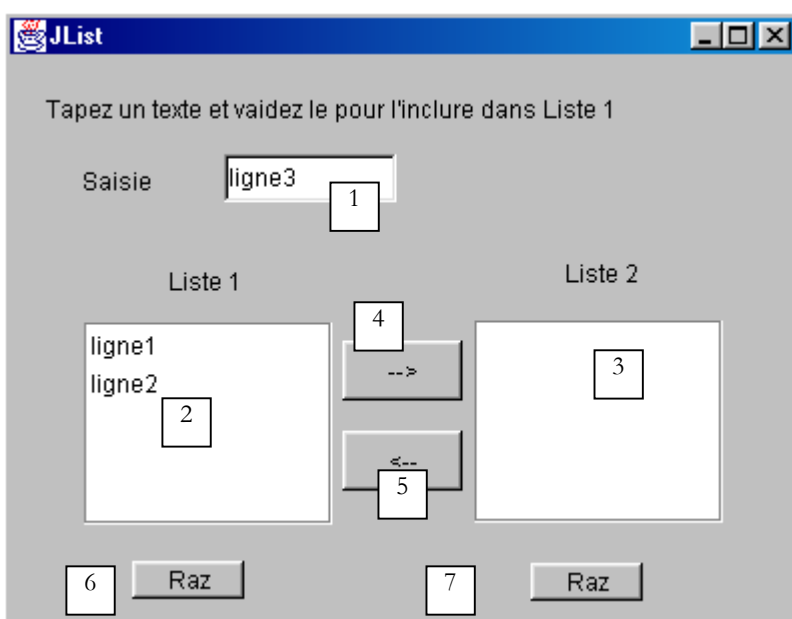 JList
Tapez un texte et vaidez le pour l'inclure dans Liste 1
Saisie
ligne3
1
Liste 1
Liste 2
ligne1
ligne2
2
4
-->
3
<--
5
6
Raz
7
Raz